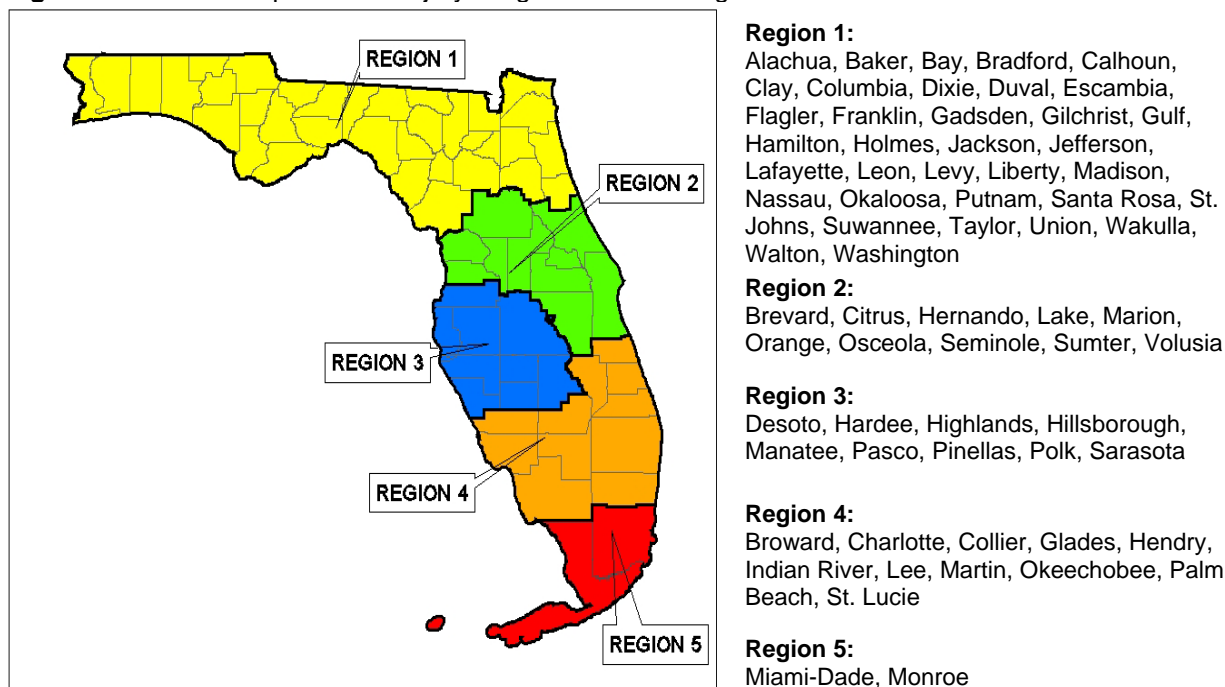 REGION 1
REGION 2
REGION 3
REGION 4
REGION 5
Region 1:
Alachua, Baker, Bay, Bradford, Calhoun,
Clay, Columbia, Dixie, Duval, Escambia,
Flagler, Franklin, Gadsden, Gilchrist, Gulf,
Hamilton, Holmes, Jackson, Jefferson,
Lafayette, Leon, Levy, Liberty, Madison,
Nassau, Okaloosa, Putnam, Santa Rosa, St.
Johns, Suwannee, Taylor, Union, Wakulla,
Walton, Washington
Region 2:
Brevard, Citrus, Hernando, Lake, Marion,
Orange, Osceola, Seminole, Sumter, Volusia
Region 3:
Desoto, Hardee, Highlands, Hillsborough,
Manatee, Pasco, Pinellas, Polk, Sarasota
Region 4:
Broward, Charlotte, Collier, Glades, Hendry,
Indian River, Lee, Martin, Okeechobee, Palm
Beach, St. Lucie
Region 5:
Miami-Dade, Monroe